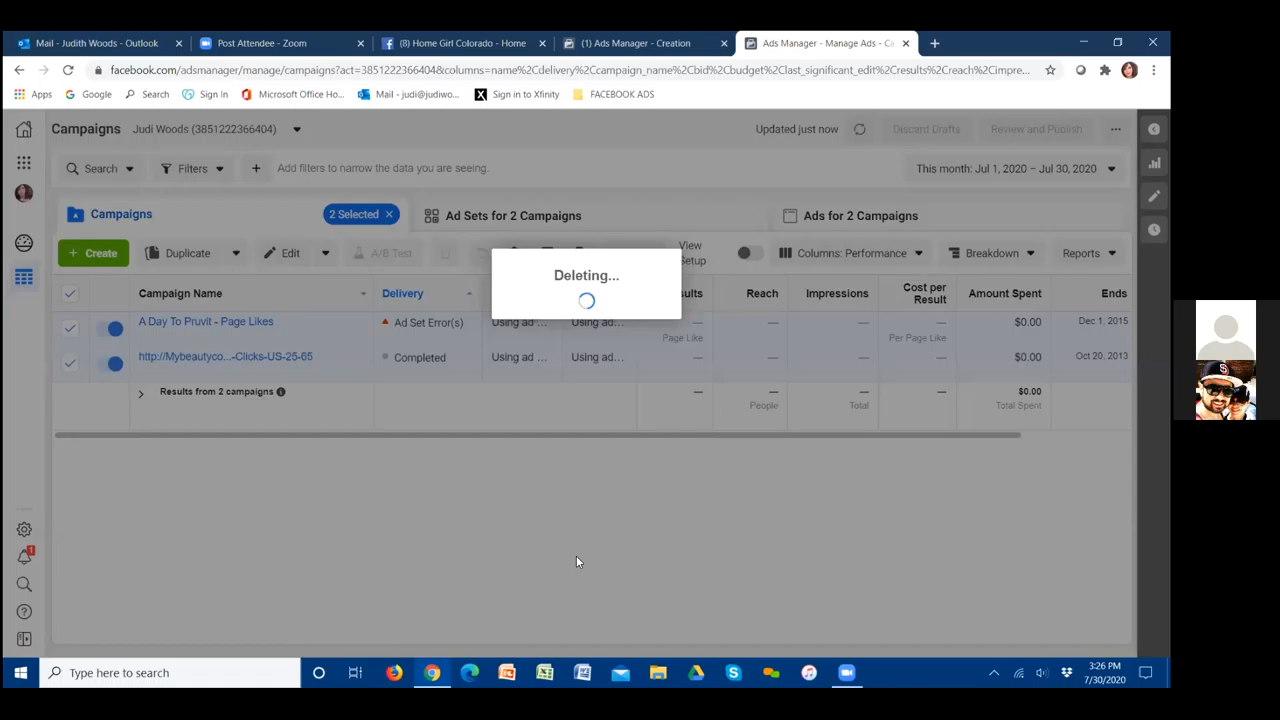 Mail - Judith Woods - Outlook
Post Attendee - Zoom
(8) Home Girl Colorado - Home
(1) Ads Manager - Creation
Ads Manager - Manage Ads - Ca
facebook.com/adsmanager/manage/campaigns?act=3851222366404&columns=name%2Cdelivery%2Ccampaign_name%2Cbid%2Cbudget%2Clast_significant_edit%2Cresults%2Creach%2Cimpre...
Apps
Google
Search
Sign In
Microsoft Office Ho...
Mail - judi@judiwo...
X
Sign in to Xfinity
FACEBOOK ADS
Campaigns
Judi Woods (3851222366404)
Updated just now
Discard Drafts
Review and Publish
Search
Filters
Add filters to narrow the data you are seeing.
This month: Jul 1, 2020 – Jul 30, 2020
Campaigns
2 Selected
Ad Sets for 2 Campaigns
Ads for 2 Campaigns
+ Create
Duplicate
Edit
A/B Test
View
Setup
Columns: Performance
Breakdown
Reports
Deleting...
Campaign Name
Delivery
Reach
Impressions
Cost per
Result
Amount Spent
Ends
A Day To Pruvit - Page Likes
Ad Set Error(s)
Using ad ...
Using ad...
—
Page Like
—
—
—
Per Page Like
$0.00
Dec 1, 2015
http://Mybeautyco...-Clicks-US-25-65
Completed
Using ad ...
Using ad...
—
—
—
—
$0.00
Oct 20, 2013
Results from 2 campaigns
—
—
People
—
Total
—
$0.00
Total Spent
1
Type here to search
3:26 PM
7/30/2020